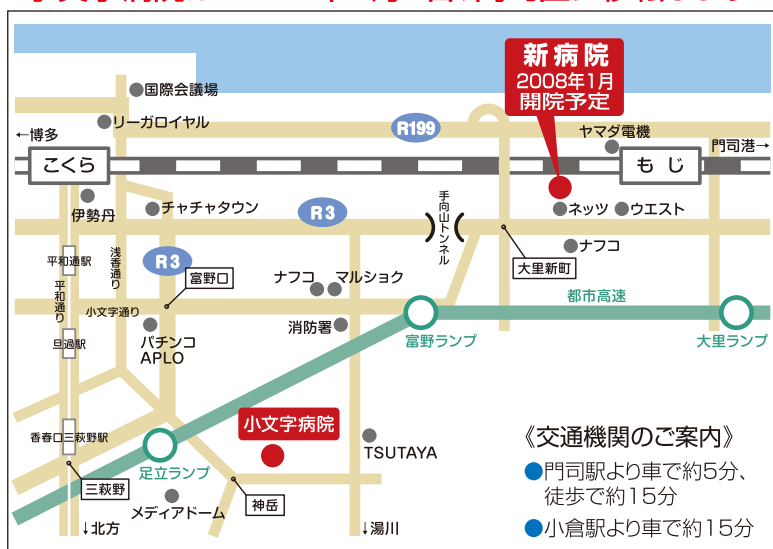 新病院
2008年1月
開院予定
国際会議場
リーガロイヤル
R199
ヤマダ電機
←博多
門司港→
こくら
もじ
伊勢丹
チャチャタウン
R3
手向山トンネル
ネッツ
ウエスト
ナフコ
平和通駅
浅香通り
R3
富野口
ナフコ
マルショク
大里新町
平和通り
小文字通り
都市高速
パチンコ
APLO
消防署
富野ランプ
大里ランプ
旦過駅
小文字病院
香春口三萩野駅
足立ランプ
TSUTAYA
三萩野
メディアドーム
神岳
↓北方
↓湯川
《交通機関のご案内》
●門司駅より車で約5分、
徒歩で約15分
●小倉駅より車で約15分